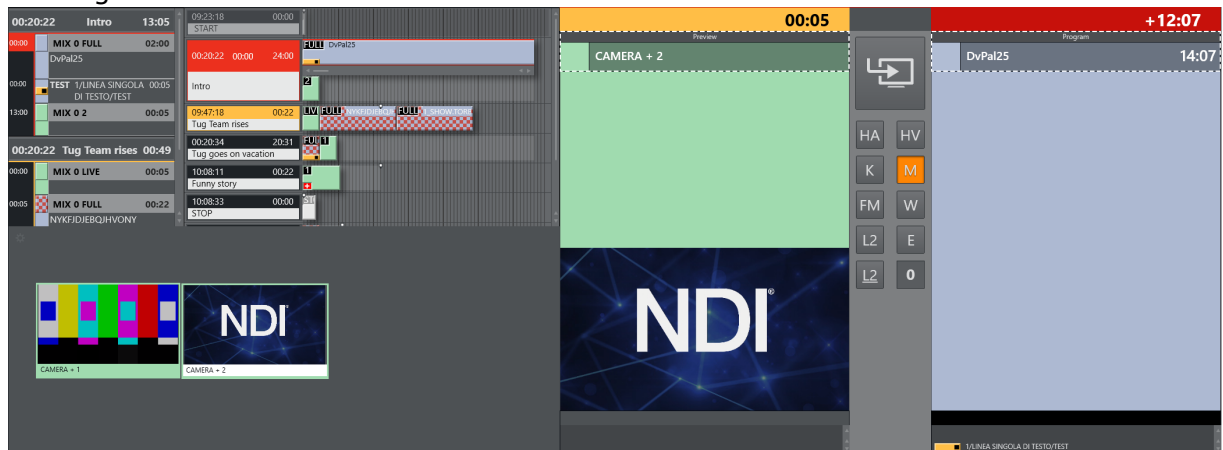 00:20:22 Intro 13:05
00:00 MIX 0 FULL 02:00
DvPal25
00:00 TEST 1/LINEA SINGOLA 00:05
DI TESTO/TEST
13:00 MIX 0 2 00:05
00:20:22 Tug Team rises 00:49
00:00 MIX 0 LIVE 00:05
00:05 MIX 0 FULL 00:22
NYKFJDJEBQJHVONY
09:23:18 00:00
START
00:20:22 00:00 24:00
Intro
09:47:18 00:22
Tug Team rises
00:20:34 20:31
Tug goes on vacation
10:08:11 00:22
Funny story
10:08:33 00:00
STOP
FULL DvPal25
2
FULL FULL
1
1
CAMERA + 1
NDI
CAMERA + 2
00:05
Preview
CAMERA + 2
NDI®
HA HV
K M
FM W
L2 E
L2 0
+12:07
Program
DvPal25 14:07
1/LINEA SINGOLA DI TESTO/TEST